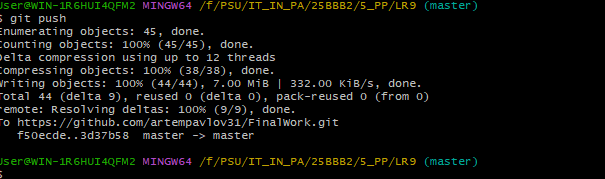 User@WIN-1R6HUI4QFM2 MINGW64 /f/PSU/IT_IN_PA/25BBB2/5_PP/LR9 (master)
$ git push
Enumerating objects: 45, done.
Counting objects: 100% (45/45), done.
Delta compression using up to 12 threads
Compressing objects: 100% (38/38), done.
Writing objects: 100% (44/44), 7.00 MiB | 332.00 KiB/s, done.
Total 44 (delta 9), reused 0 (delta 0), pack-reused 0 (from 0)
remote: Resolving deltas: 100% (9/9), done.
To https://github.com/artempavlov31/FinalWork.git
f50ecde..3d37b58 master -> master
User@WIN-1R6HUI4QFM2 MINGW64 /f/PSU/IT_IN_PA/25BBB2/5_PP/LR9 (master)
$